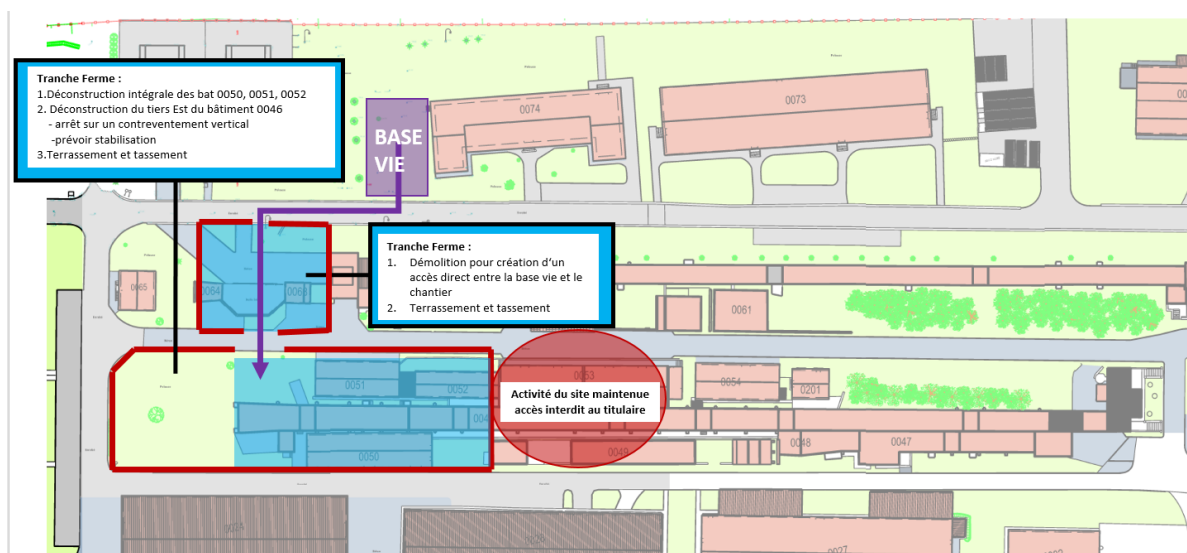 Tranche Ferme :
1.Déconstruction intégrale des bat 0050, 0051, 0052
2. Déconstruction du tiers Est du bâtiment 0046
- arrêt sur un contreventement vertical
-prévoir stabilisation
3.Terrassement et tassement
BASE
VIE
0074
0073
Tranche Ferme :
1. Démolition pour création d'un
accès direct entre la base vie et le
chantier
2. Terrassement et tassement
0065
0064
0061
0051
0052
0053
0054
0201
Activité du site maintenue
accès interdit au titulaire
0050
0049
0048
0047
0027